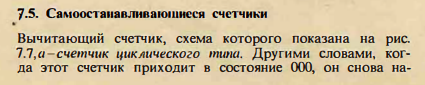 7.5. Самоостанавливающиеся счетчики
Вычитающий счетчик, схема которого показана на рис.
7.7,а–счетчик циклического типа. Другими словами, ког-
да этот счетчик приходит в состояние 000, он снова на-